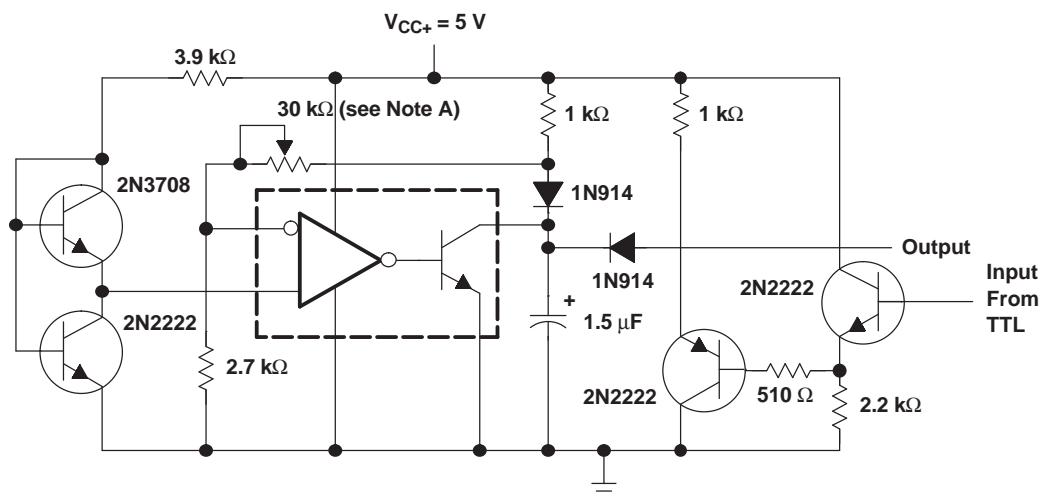 V_CC+ = 5 V
3.9 kΩ
30 kΩ (see Note A)
1 kΩ
1 kΩ
2N3708
1N914
Output
1N914
2N2222
Input
From
TTL
+
2N2222
1.5 μF
2.7 kΩ
2N2222
510 Ω
2.2 kΩ